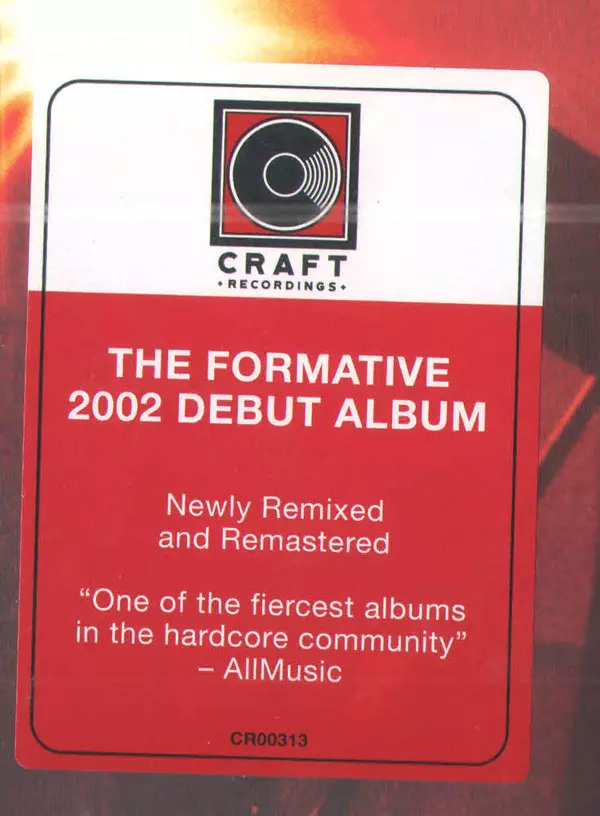 CRAFT
• RECORDINGS •
THE FORMATIVE
2002 DEBUT ALBUM
Newly Remixed
and Remastered
“One of the fiercest albums
in the hardcore community”
– AllMusic
CR00313